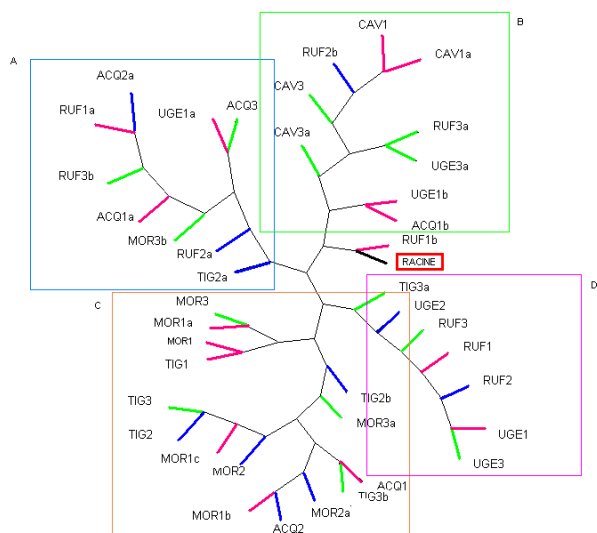 B
CAV1
RUF2b
CAV1a
A
ACQ2a
CAV3
RUF1a
UGE1a
ACQ3
CAV3a
RUF3a
UGE3a
RUF3b
UGE1b
ACQ1a
ACQ1b
MOR3b
RUF1b
RUF2a
RACINE
TIG2a
TIG3a
D
C
MOR3
UGE2
MOR1a
RUF3
MOR1
RUF1
TIG1
RUF2
TIG3
TIG2b
MOR3a
UGE1
TIG2
MOR1c
MOR2
UGE3
ACQ1
TIG3b
MOR1b
MOR2a
ACQ2